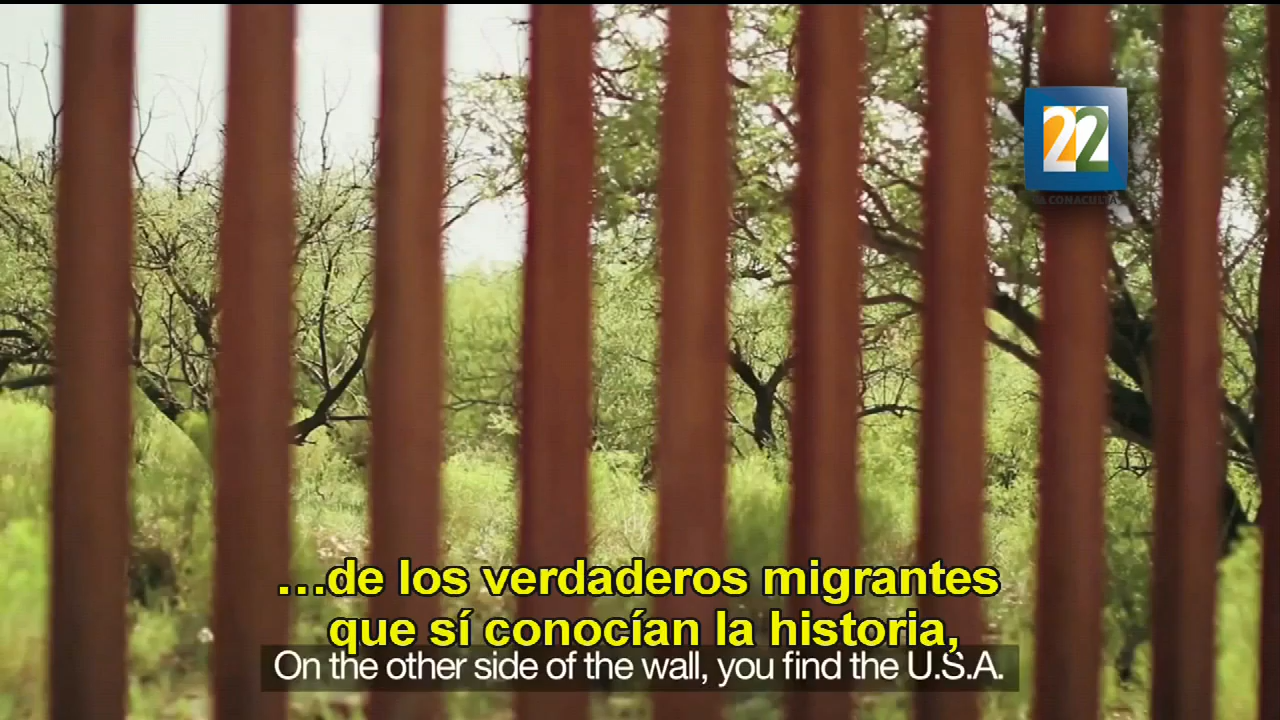 22
CONACULTA
…de los verdaderos migrantes
que sí conocían la historia,
On the other side of the wall, you find the U.S.A.